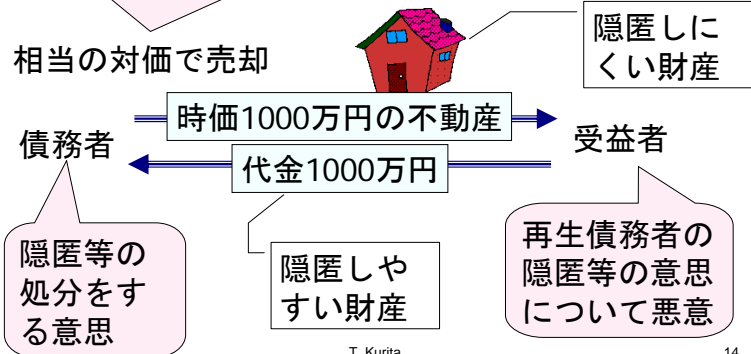 隠匿しに
くい財産
相当の対価で売却
時価1000万円の不動産
債務者
受益者
代金1000万円
隠匿等の
処分をす
る意思
隠匿しや
すい財産
再生債務者の
隠匿等の意思
について悪意
T. Kurita
14